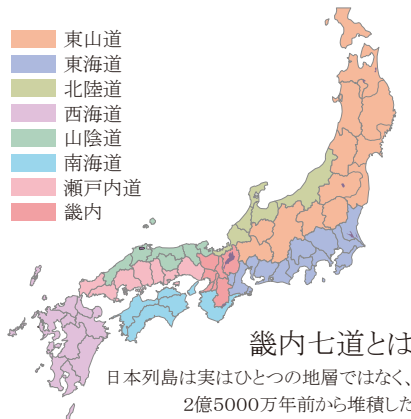 東山道
東海道
北陸道
西海道
山陰道
南海道
瀬戸内道
畿内
畿内七道とは
日本列島は実はひとつの地層ではなく、
2億5000万年前から堆積した